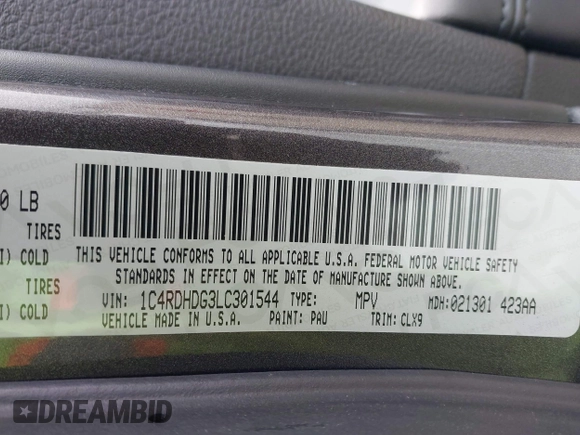 0 LB
TIRES
I) COLD
TIRES
I) COLD
THIS VEHICLE CONFORMS TO ALL APPLICABLE U.S.A. FEDERAL MOTOR VEHICLE SAFETY
STANDARDS IN EFFECT ON THE DATE OF MANUFACTURE SHOWN ABOVE.
VIN: 1C4RDHDG3LC301544 TYPE: MPV MDH:021301 423AA
VEHICLE MADE IN U.S.A. PAINT: PAU TRIM: CLX9
DREAMBID